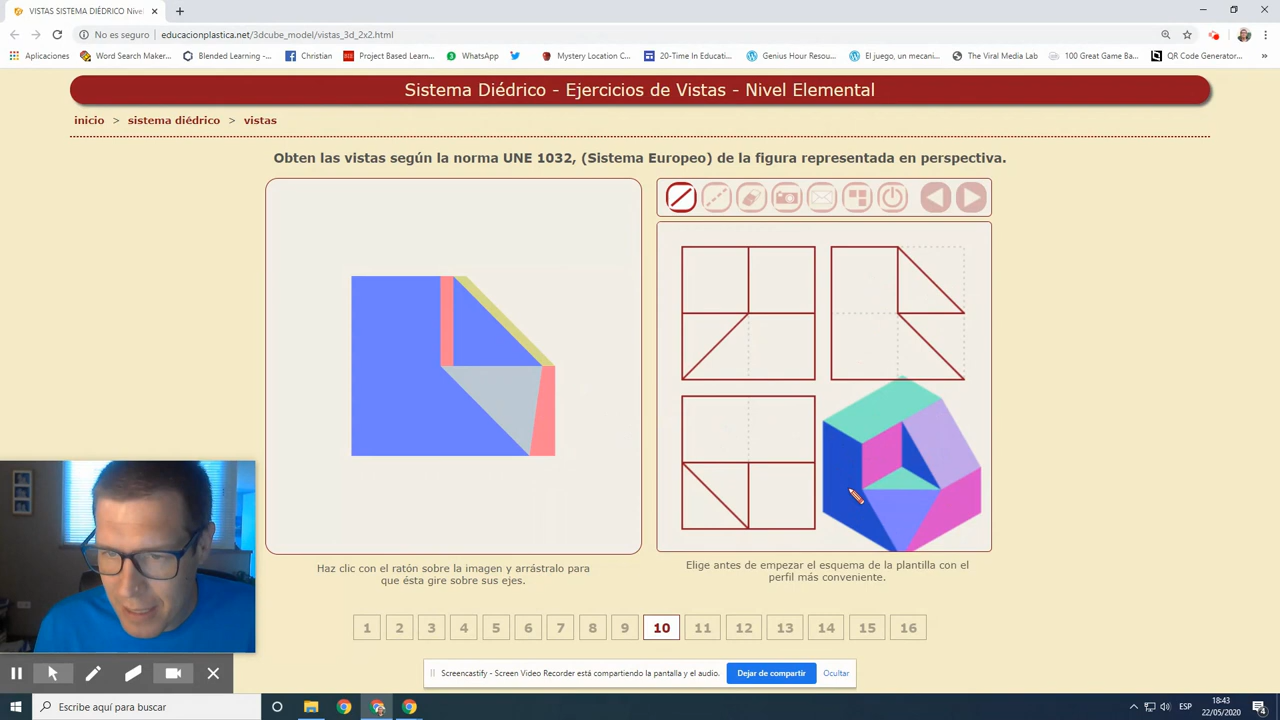 VISTAS SISTEMA DIÉDRICO Nivel
No es seguro | educacionplastica.net/3dcube_model/vistas_3d_2x2.html
Aplicaciones Word Search Maker... Blended Learning -... Christian Project Based Learn... WhatsApp Mystery Location C... 20-Time In Educati... Genius Hour Resou... El juego, un mecani... The Viral Media Lab 100 Great Game Ba... QR Code Generator...
Sistema Diédrico - Ejercicios de Vistas - Nivel Elemental
inicio > sistema diédrico > vistas
Obten las vistas según la norma UNE 1032, (Sistema Europeo) de la figura representada en perspectiva.
Haz clic con el ratón sobre la imagen y arrástralo para
que ésta gire sobre sus ejes.
Elige antes de empezar el esquema de la plantilla con el
perfil más conveniente.
1 2 3 4 5 6 7 8 9 10 11 12 13 14 15 16
Screencastify - Screen Video Recorder está compartiendo la pantalla y el audio. Dejar de compartir Ocultar
Escribe aquí para buscar
ESP
18:43
22/05/2020
4